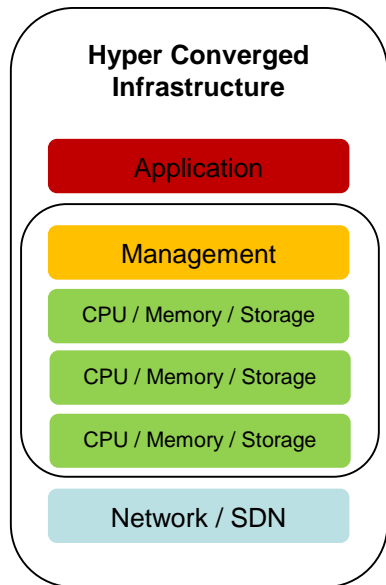 Hyper Converged
Infrastructure
Application
Management
CPU / Memory / Storage
CPU / Memory / Storage
CPU / Memory / Storage
Network / SDN